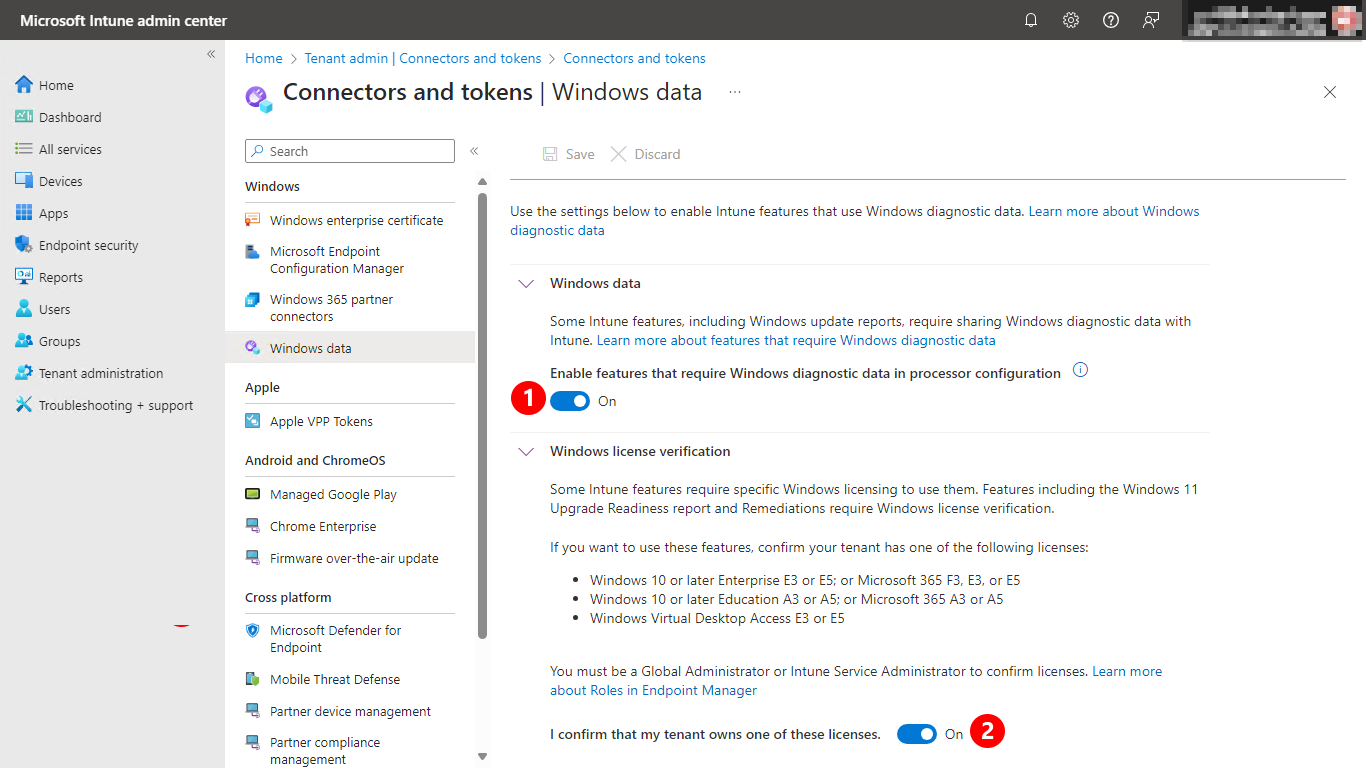 Microsoft Intune admin center
Home
Dashboard
All services
Devices
Apps
Endpoint security
Reports
Users
Groups
Tenant administration
Troubleshooting + support
Home > Tenant admin | Connectors and tokens > Connectors and tokens
Connectors and tokens | Windows data ...
Search
Windows
Windows enterprise certificate
Microsoft Endpoint
Configuration Manager
Windows 365 partner
connectors
Windows data
Apple
Apple VPP Tokens
Android and ChromeOS
Managed Google Play
Chrome Enterprise
Firmware over-the-air update
Cross platform
Microsoft Defender for
Endpoint
Mobile Threat Defense
Partner device management
Partner compliance
management
Save Discard
Use the settings below to enable Intune features that use Windows diagnostic data. Learn more about Windows
diagnostic data
Windows data
Some Intune features, including Windows update reports, require sharing Windows diagnostic data with
Intune. Learn more about features that require Windows diagnostic data
Enable features that require Windows diagnostic data in processor configuration
1 On
Windows license verification
Some Intune features require specific Windows licensing to use them. Features including the Windows 11
Upgrade Readiness report and Remediations require Windows license verification.
If you want to use these features, confirm your tenant has one of the following licenses:
• Windows 10 or later Enterprise E3 or E5; or Microsoft 365 F3, E3, or E5
• Windows 10 or later Education A3 or A5; or Microsoft 365 A3 or A5
• Windows Virtual Desktop Access E3 or E5
You must be a Global Administrator or Intune Service Administrator to confirm licenses. Learn more
about Roles in Endpoint Manager
I confirm that my tenant owns one of these licenses. On 2